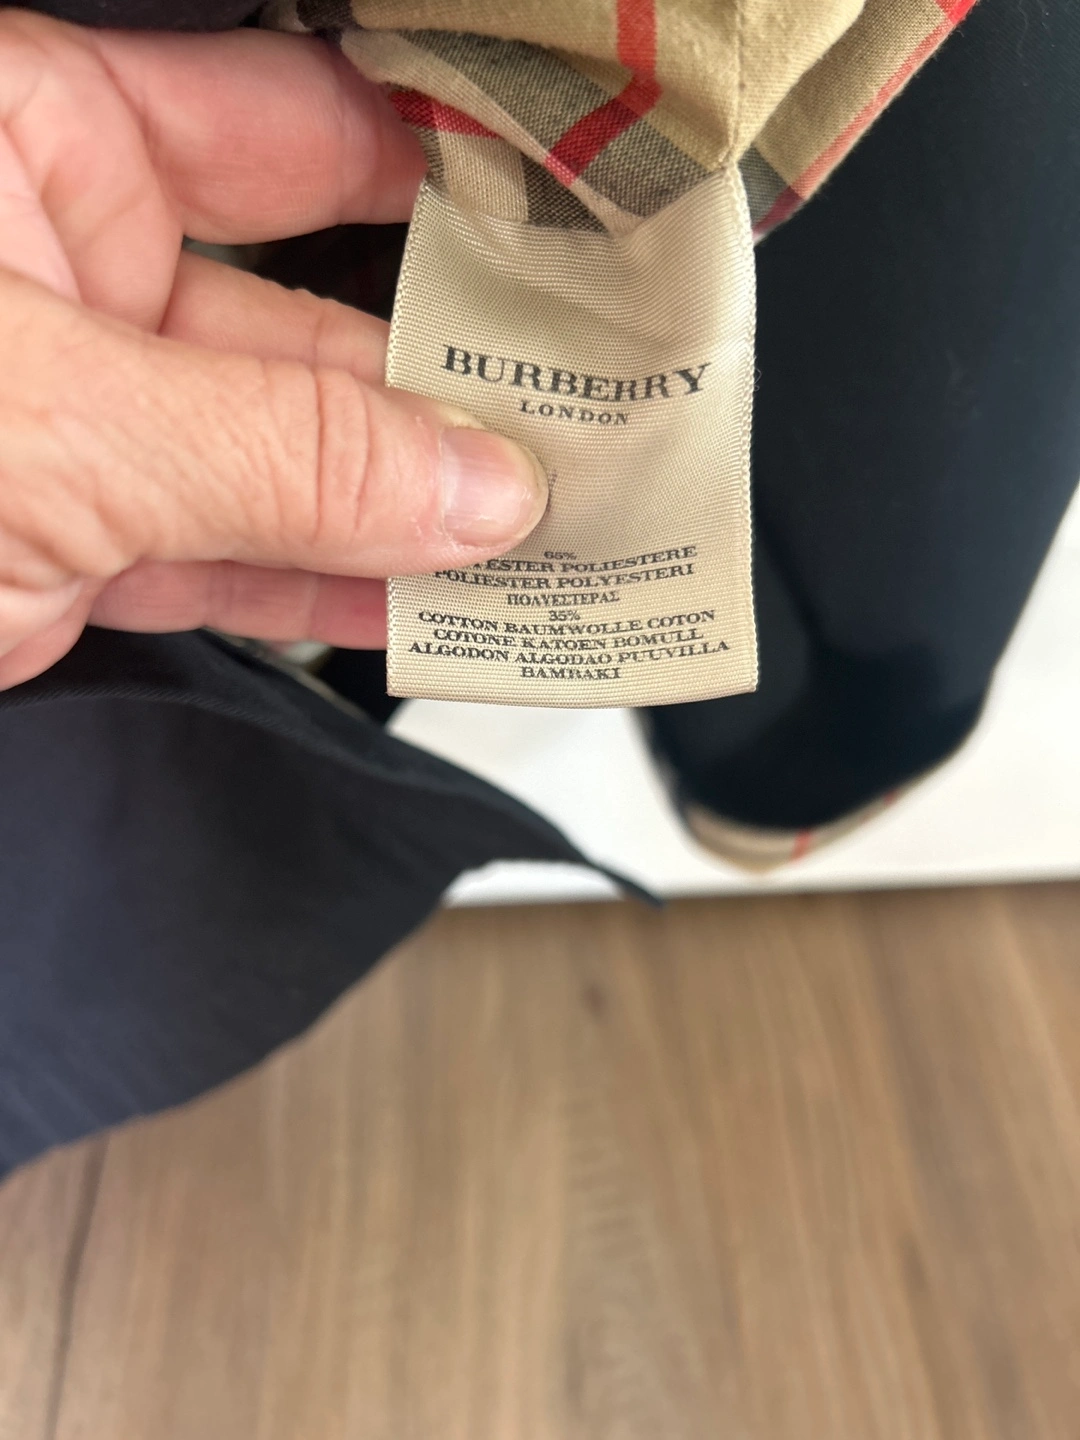 BURBERRY
LONDON
65%
POLIESTERE
POLIESTER POLYESTERI
ΠΟΛΥΕΣΤΕΡΑΣ
35%
COTTON BAUMWOLLE COTON
COTONE KATOEN BOMULL
ALGODON ALGODAO PUUVILLA
BAMBAKI